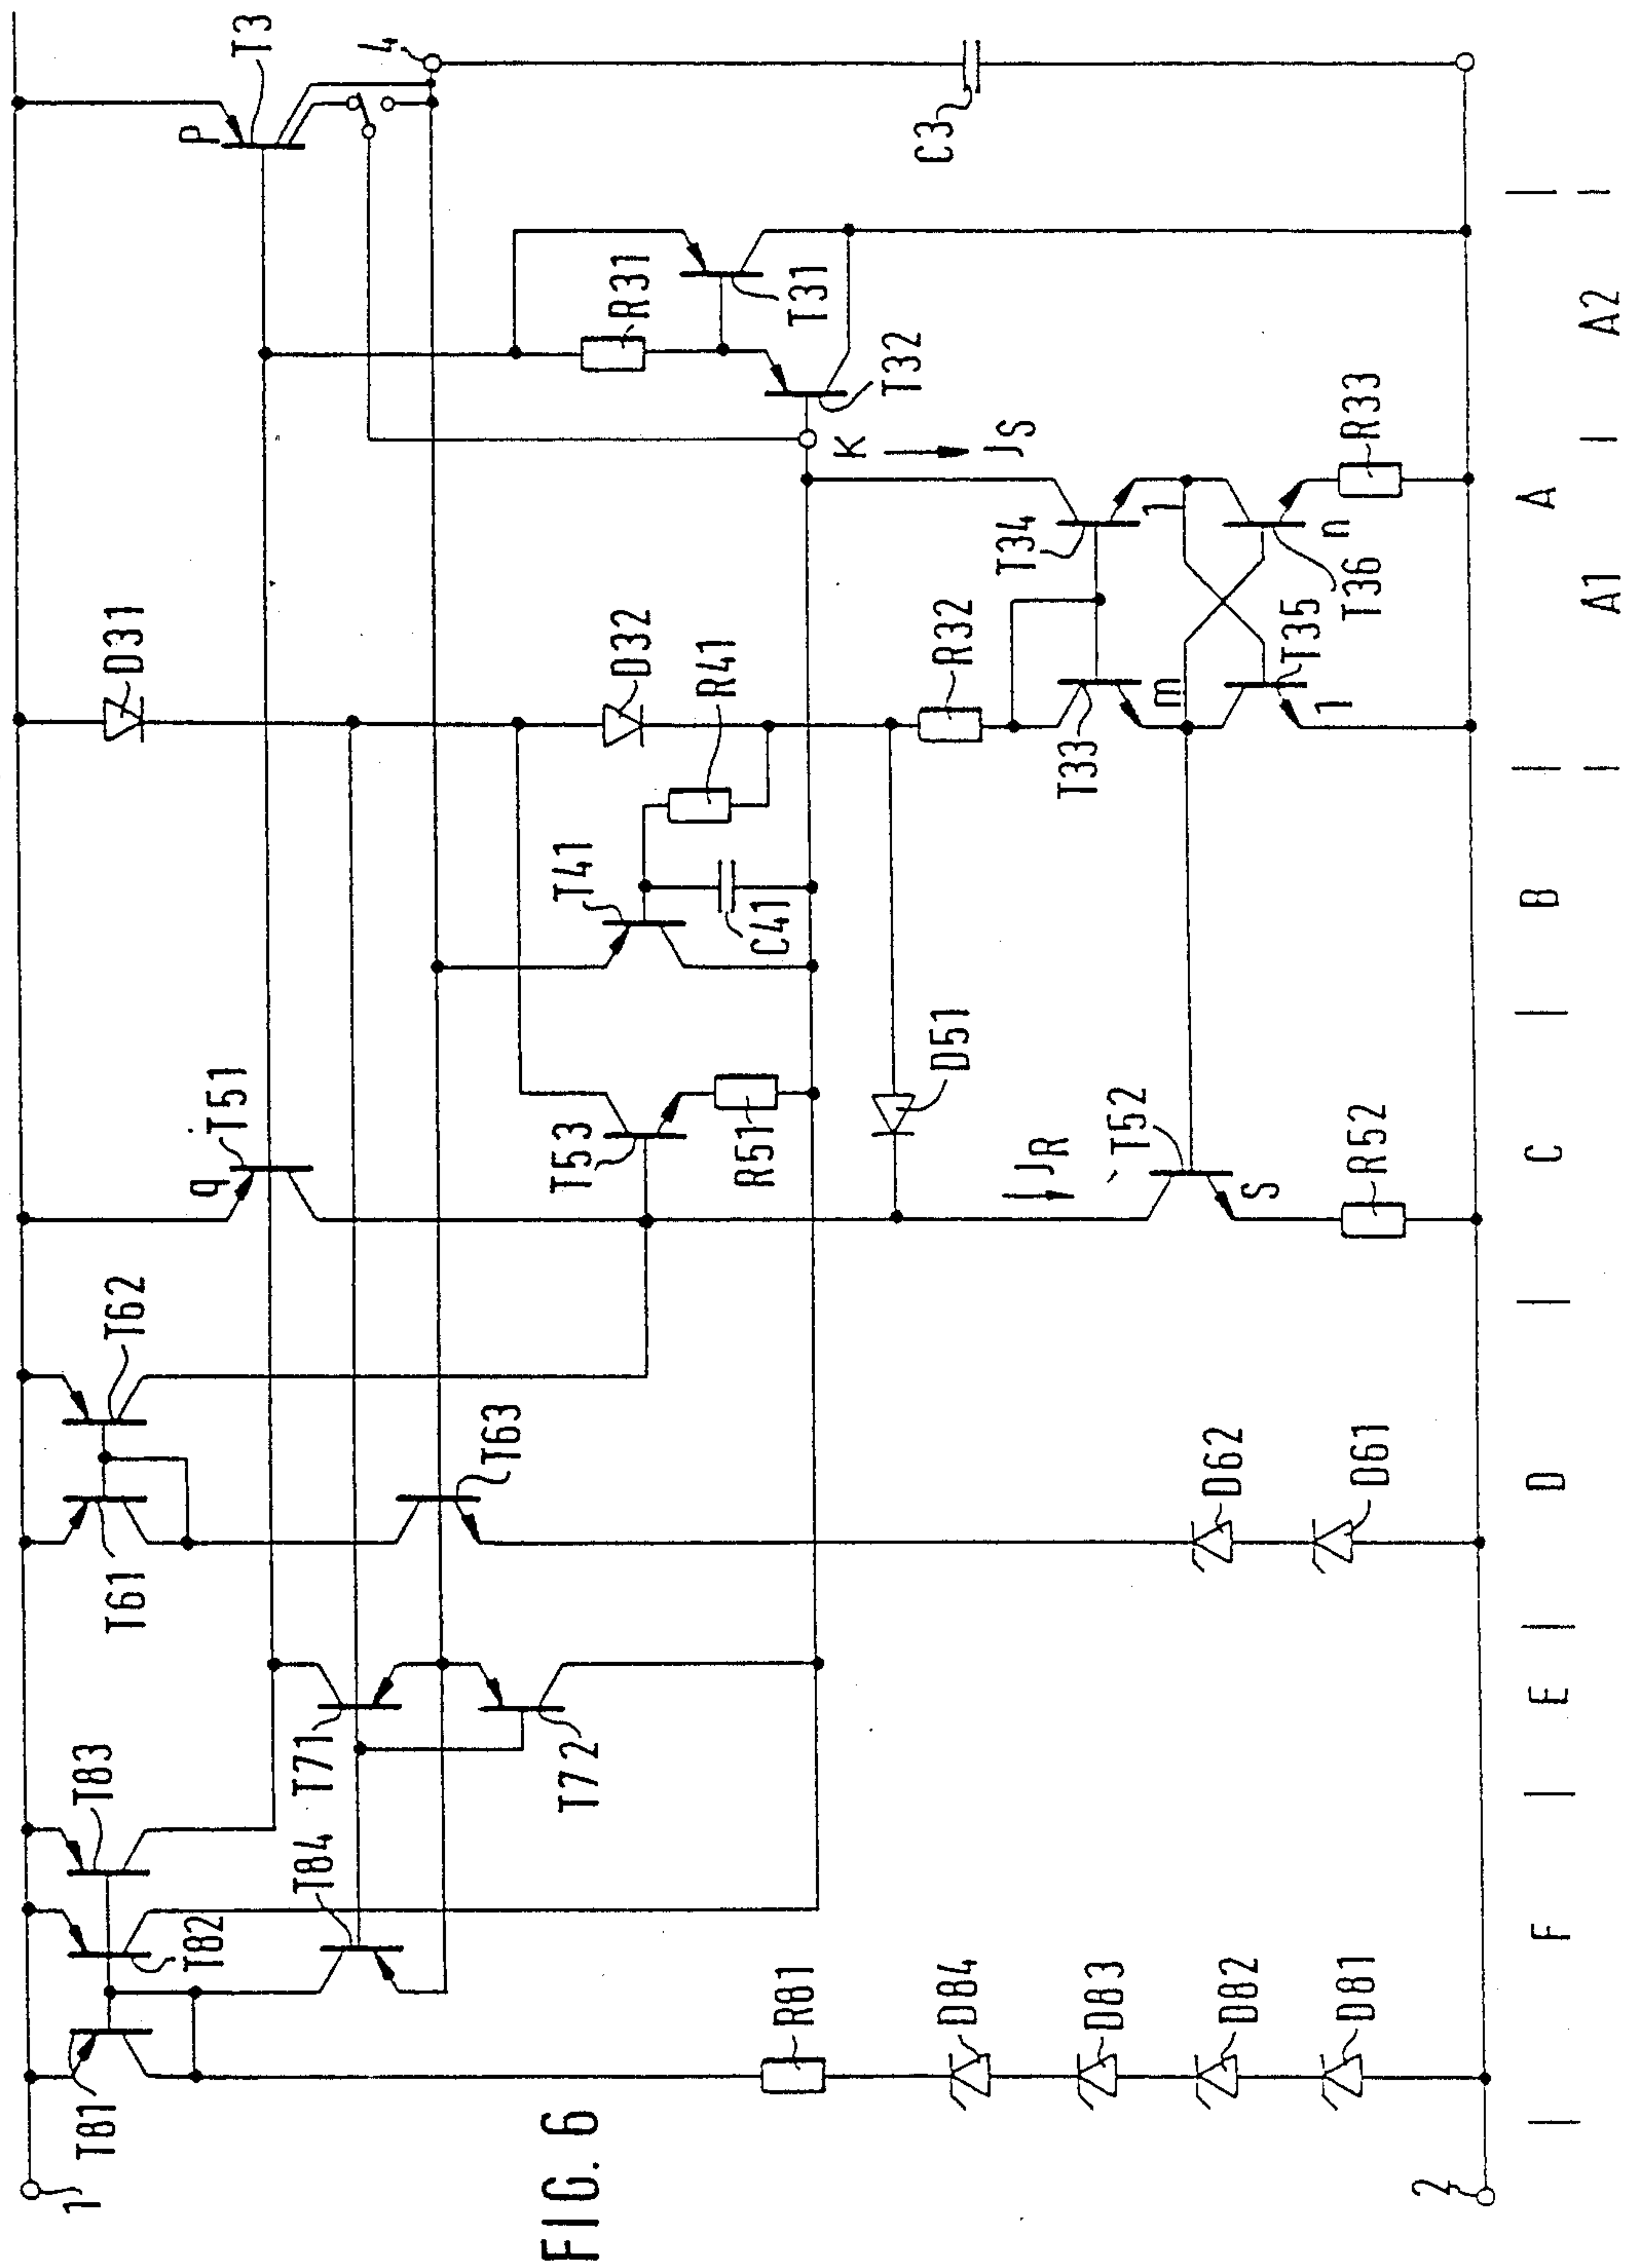 1
T81
T83
T61
T62
D31
T82
q
T51
P
T3
T84
T71
4
T63
T72
T53
T41
D32
R31
R41
R51
C41
R81
T31
K
T32
C3
D84
D51
R32
JS
T34
JR
T33
D83
T52
m
1
D82
D62
S
T35
1
n
D81
D61
R52
T36
R33
2
F E D C B A
A1 A2
FIG. 6